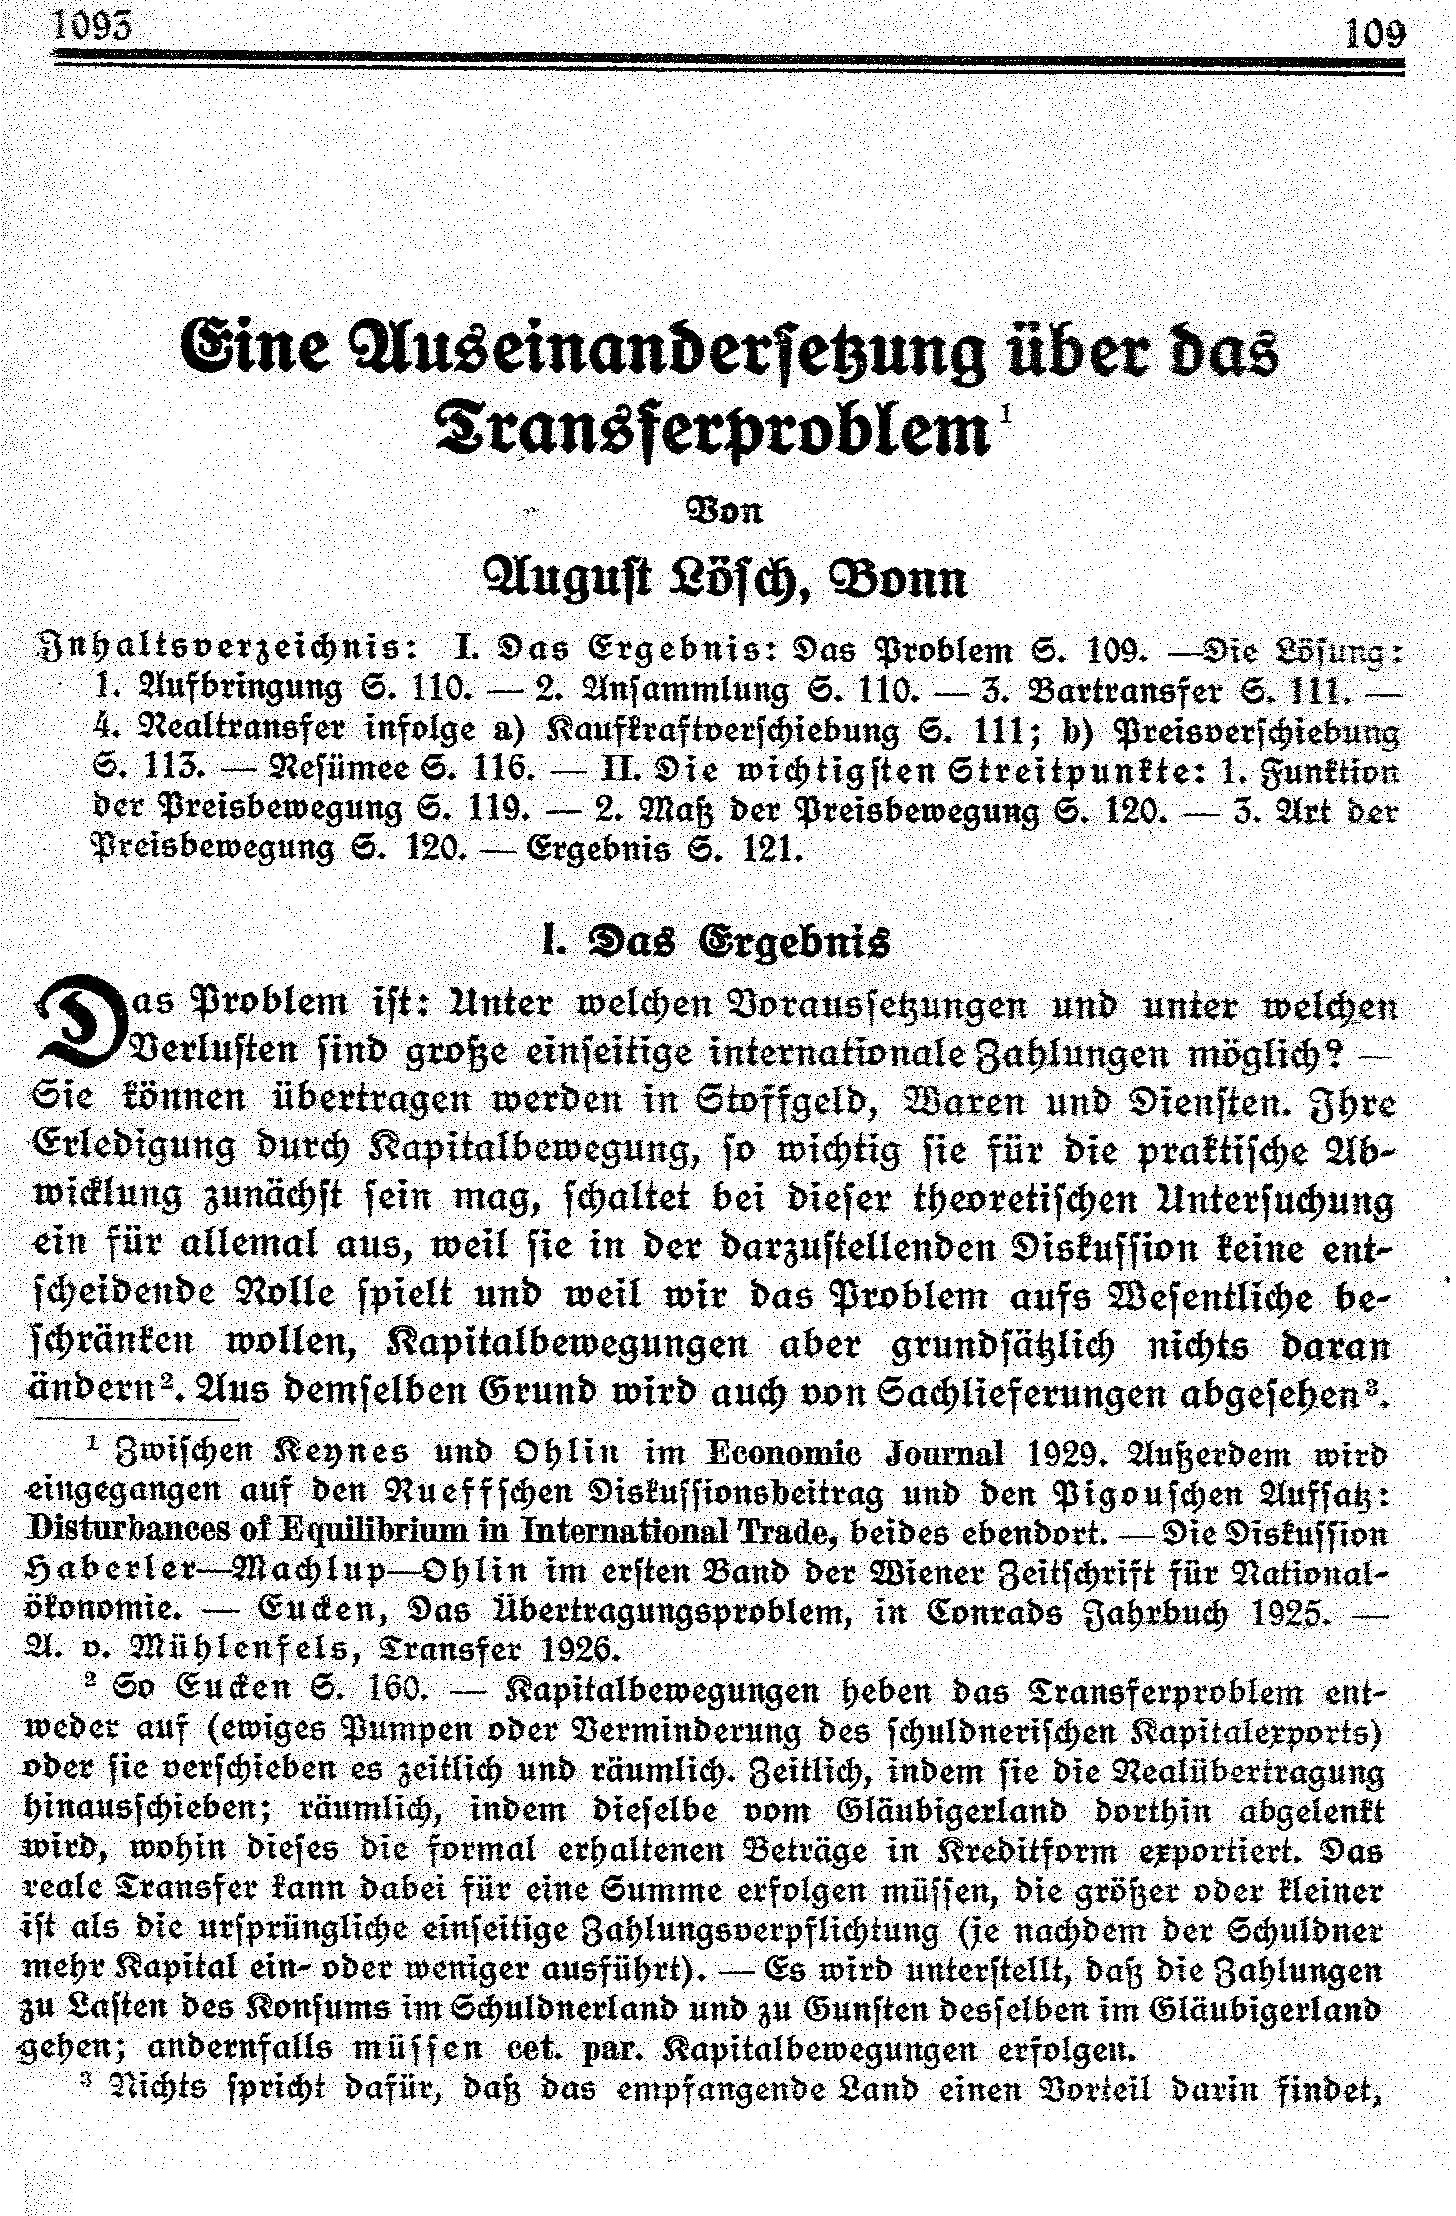 1093 109
Eine Auseinandersetzung über das
Transferproblem¹
Von
August Lösch, Bonn
Inhaltsverzeichnis: I. Das Ergebnis: Das Problem S. 109. — Die Lösung:
1. Aufbringung S. 110. — 2. Ansammlung S. 110. — 3. Bartransfer S. 111. —
4. Realtransfer infolge a) Kaufkraftverschiebung S. 111; b) Preisverschiebung
S. 113. — Resümee S. 116. — II. Die wichtigsten Streitpunkte: 1. Funktion
der Preisbewegung S. 119. — 2. Maß der Preisbewegung S. 120. — 3. Art der
Preisbewegung S. 120. — Ergebnis S. 121.
I. Das Ergebnis
Das Problem ist: Unter welchen Voraussetzungen und unter welchen
Verlusten sind große einseitige internationale Zahlungen möglich? —
Sie können übertragen werden in Stoffgeld, Waren und Diensten. Ihre
Erledigung durch Kapitalbewegung, so wichtig sie für die praktische Ab-
wicklung zunächst sein mag, schaltet bei dieser theoretischen Untersuchung
ein für allemal aus, weil sie in der darzustellenden Diskussion keine ent-
scheidende Rolle spielt und weil wir das Problem aufs Wesentliche be-
schränken wollen, Kapitalbewegungen aber grundsätzlich nichts daran
ändern². Aus demselben Grund wird auch von Sachlieferungen abgesehen³.
¹ Zwischen Keynes und Ohlin im Economic Journal 1929. Außerdem wird
eingegangen auf den Rueffschen Diskussionsbeitrag und den Pigouschen Aufsatz:
Disturbances of Equilibrium in International Trade, beides ebendort. — Die Diskussion
Haberler—Machlup—Ohlin im ersten Band der Wiener Zeitschrift für National-
ökonomie. — Eucken, Das Übertragungsproblem, in Conrads Jahrbuch 1925. —
A. v. Mühlenfels, Transfer 1926.
² So Eucken S. 160. — Kapitalbewegungen heben das Transferproblem ent-
weder auf (ewiges Pumpen oder Verminderung des schuldnerischen Kapitalexports)
oder sie verschieben es zeitlich und räumlich. Zeitlich, indem sie die Realübertragung
hinausschieben; räumlich, indem dieselbe vom Gläubigerland dorthin abgelenkt
wird, wohin dieses die formal erhaltenen Beträge in Kreditform exportiert. Das
reale Transfer kann dabei für eine Summe erfolgen müssen, die größer oder kleiner
ist als die ursprüngliche einseitige Zahlungsverpflichtung (je nachdem der Schuldner
mehr Kapital ein- oder weniger ausführt). — Es wird unterstellt, daß die Zahlungen
zu Lasten des Konsums im Schuldnerland und zu Gunsten desselben im Gläubigerland
gehen; andernfalls müssen cet. par. Kapitalbewegungen erfolgen.
³ Nichts spricht dafür, daß das empfangende Land einen Vorteil darin findet,